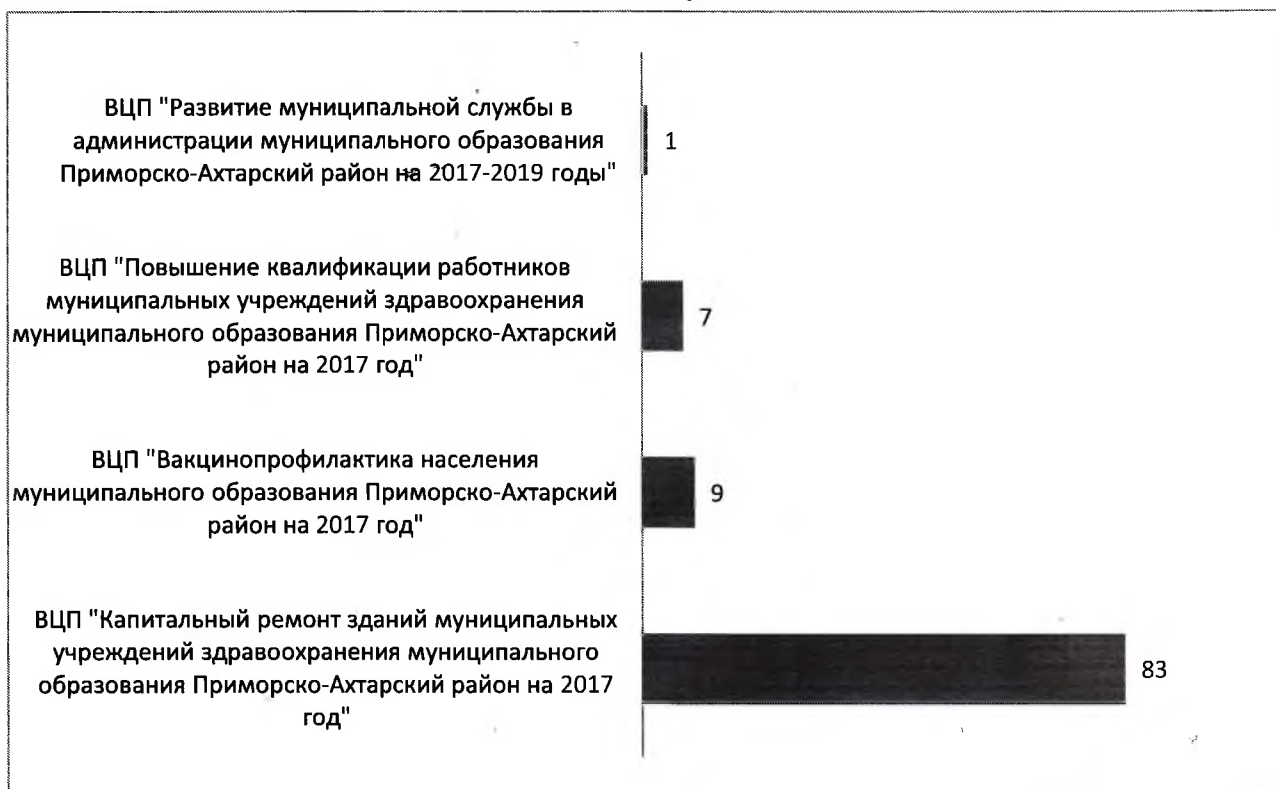 ВЦП "Развитие муниципальной службы в
администрации муниципального образования
Приморско-Ахтарский район на 2017-2019 годы"
1
ВЦП "Повышение квалификации работников
муниципальных учреждений здравоохранения
муниципального образования Приморско-Ахтарский
район на 2017 год"
7
ВЦП "Вакцинопрофилактика населения
муниципального образования Приморско-Ахтарский
район на 2017 год"
9
ВЦП "Капитальный ремонт зданий муниципальных
учреждений здравоохранения муниципального
образования Приморско-Ахтарский район на 2017
год"
83